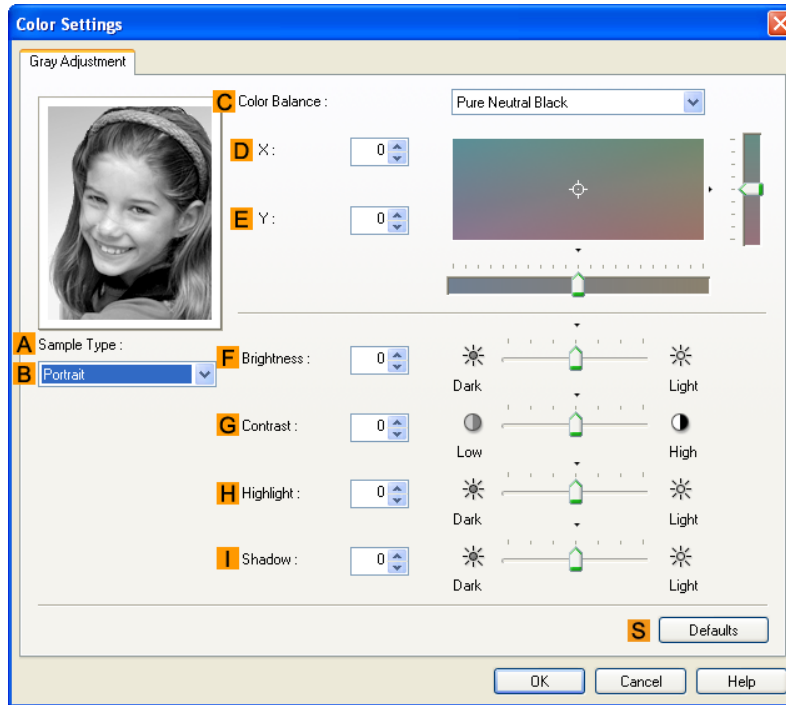 Color Settings
Gray Adjustment
C Color Balance : Pure Neutral Black
D X : 0
E Y : 0
A Sample Type :
B Portrait
F Brightness : 0
Dark Light
G Contrast : 0
Low High
H Highlight : 0
Dark Light
I Shadow : 0
Dark Light
S Defaults
OK Cancel Help